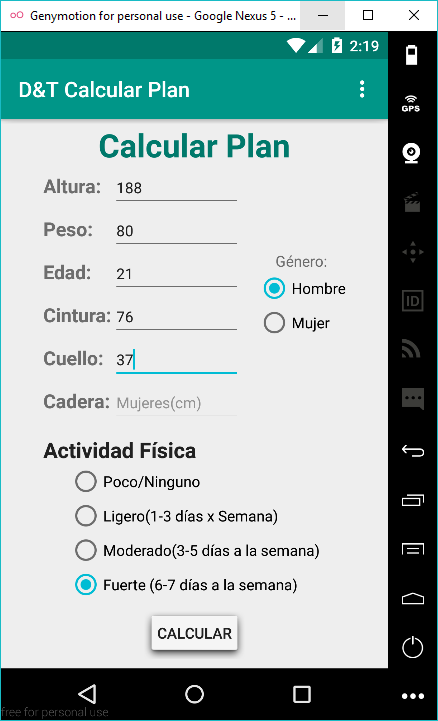 Genymotion for personal use - Google Nexus 5 - ...
2:19
D&T Calcular Plan
Calcular Plan
Altura: 188
Peso: 80
Edad: 21
Género:
Hombre
Cintura: 76
Mujer
Cuello: 37
Cadera: Mujeres(cm)
Actividad Física
Poco/Ninguno
Ligero(1-3 días x Semana)
Moderado(3-5 días a la semana)
Fuerte (6-7 días a la semana)
CALCULAR
free for personal use
GPS
ID